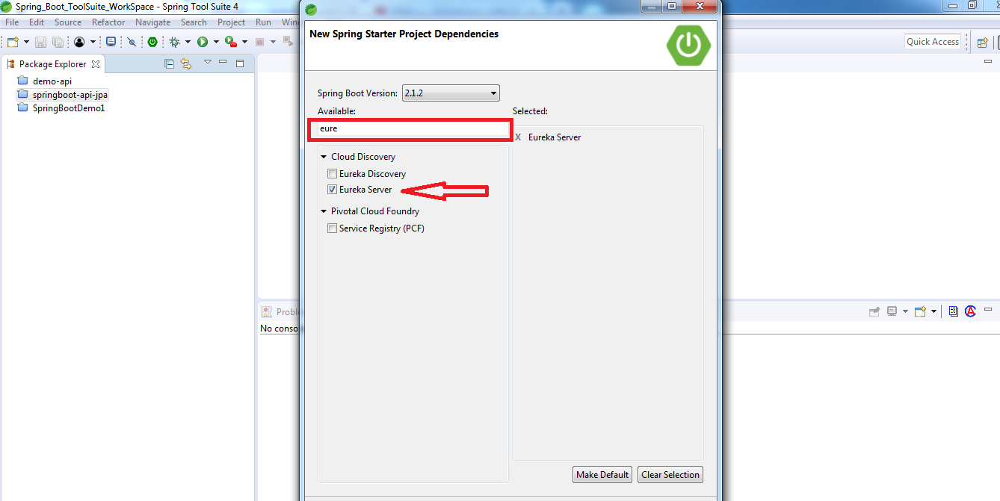 Spring_Boot_ToolSuite_WorkSpace - Spring Tool Suite 4
File Edit Source Refactor Navigate Search Project Run
Quick Access
Package Explorer
demo-api
springboot-api-jpa
SpringBootDemo1
New Spring Starter Project Dependencies
Spring Boot Version: 2.1.2
Available:
Selected:
eure
X Eureka Server
Cloud Discovery
Eureka Discovery
Eureka Server
Pivotal Cloud Foundry
Service Registry (PCF)
Make Default
Clear Selection
No conso